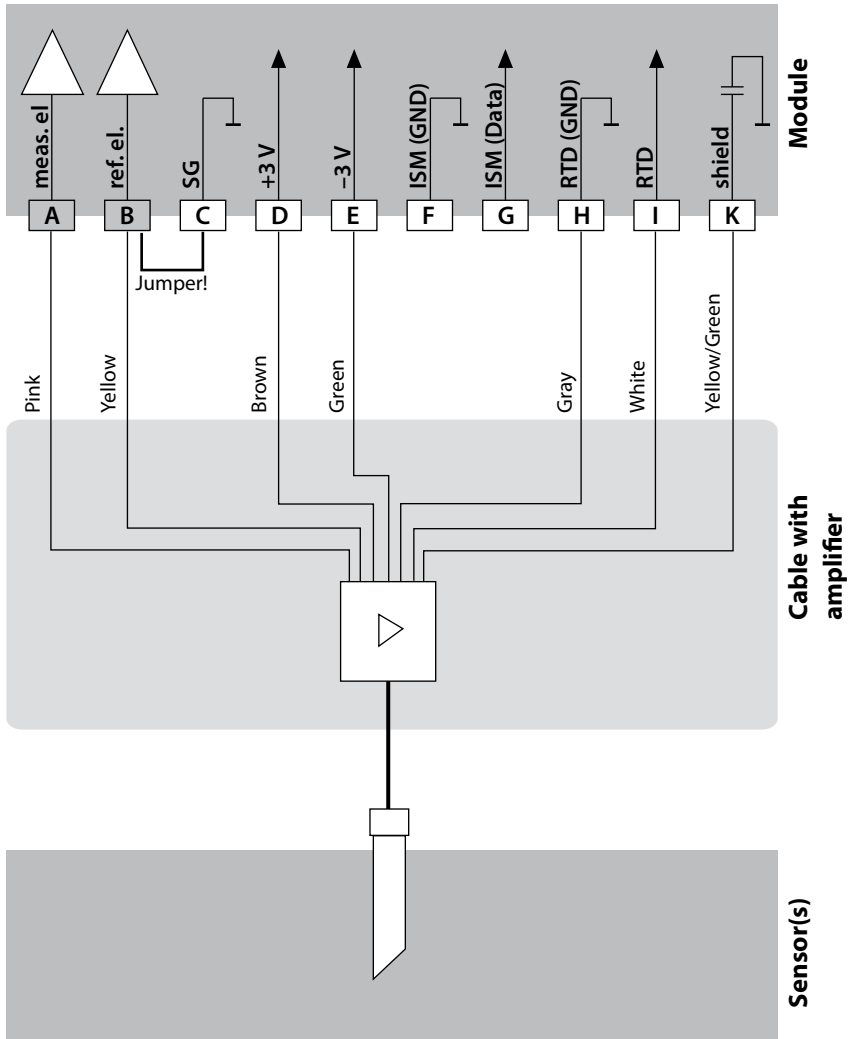 meas. el
ref. el.
SG
+3 V
–3 V
ISM (GND)
ISM (Data)
RTD (GND)
RTD
shield
Module
A
B
C
D
E
F
G
H
I
K
Jumper!
Pink
Yellow
Brown
Green
Gray
White
Yellow/Green
Cable with
amplifier
Sensor(s)